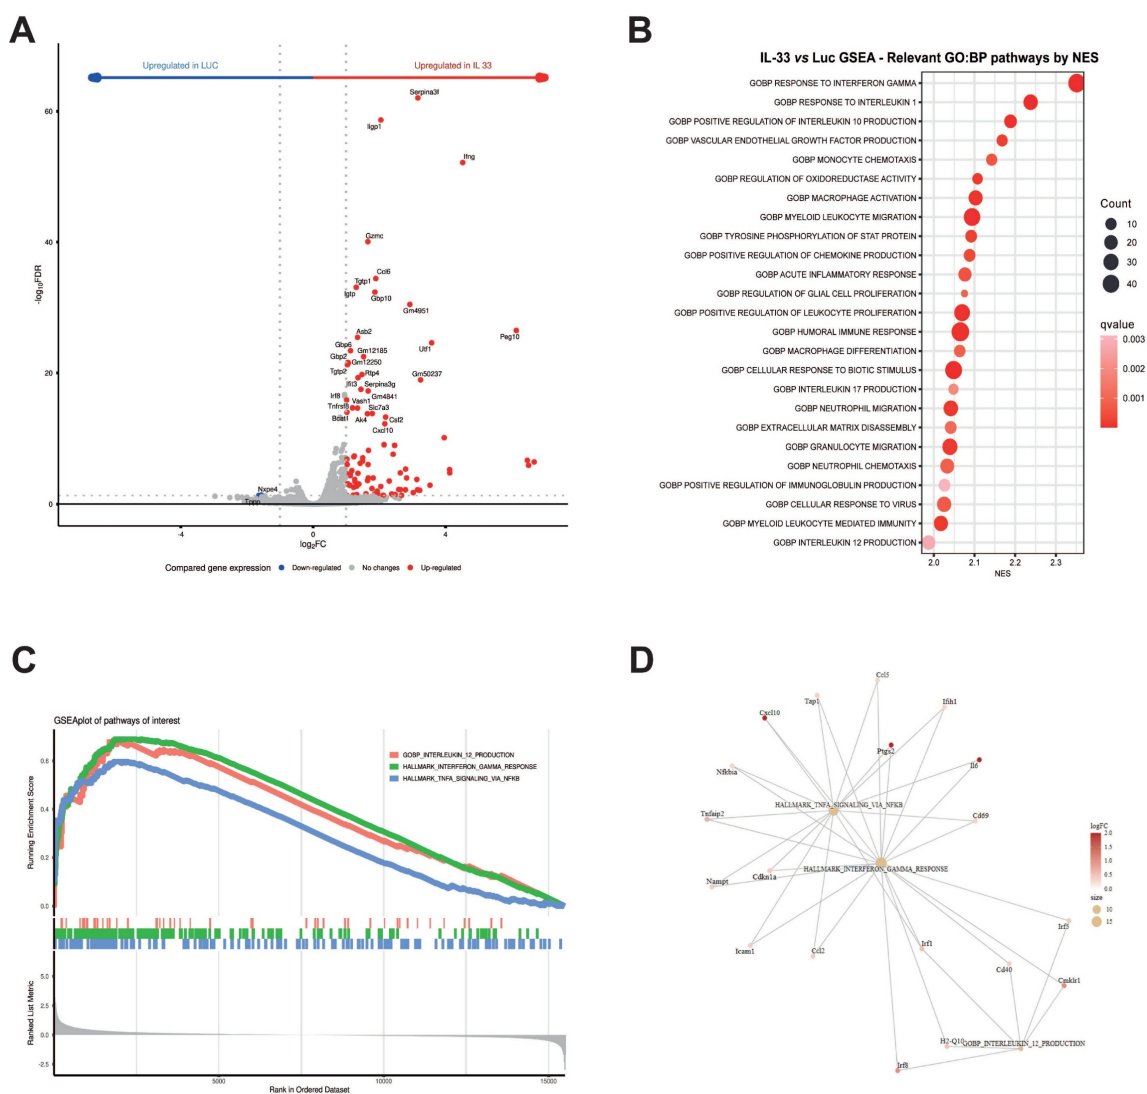 A
Upregulated in LUC
Upregulated in IL 33
Serpina3f
Iigp1
Ifng
Gzmc
Ccl6
Tgtp1
Igtp
Gbp10
Gm4951
Peg10
Asb2
Utf1
Gbp6
Gm12185
Gbp2
Gm12250
Tgtp2
Rtp4
Gm50237
Ifit3
Serpina3g
Irf8
Gm4841
Vash1
Tnfrsf8
Slc7a3
Ak4
Csf2
Cxcl10
Nxpe4
60
40
20
0
-log10FDR
-4
0
4
log2FC
Compared gene expression
Down-regulated
No changes
Up-regulated
B
IL-33 vs Luc GSEA - Relevant GO:BP pathways by NES
GOBP RESPONSE TO INTERFERON GAMMA
GOBP RESPONSE TO INTERLEUKIN 1
GOBP POSITIVE REGULATION OF INTERLEUKIN 10 PRODUCTION
GOBP VASCULAR ENDOTHELIAL GROWTH FACTOR PRODUCTION
GOBP MONOCYTE CHEMOTAXIS
GOBP REGULATION OF OXIDOREDUCTASE ACTIVITY
GOBP MACROPHAGE ACTIVATION
GOBP MYELOID LEUKOCYTE MIGRATION
GOBP TYROSINE PHOSPHORYLATION OF STAT PROTEIN
GOBP POSITIVE REGULATION OF CHEMOKINE PRODUCTION
GOBP ACUTE INFLAMMATORY RESPONSE
GOBP REGULATION OF GLIAL CELL PROLIFERATION
GOBP POSITIVE REGULATION OF LEUKOCYTE PROLIFERATION
GOBP HUMORAL IMMUNE RESPONSE
GOBP MACROPHAGE DIFFERENTIATION
GOBP CELLULAR RESPONSE TO BIOTIC STIMULUS
GOBP INTERLEUKIN 17 PRODUCTION
GOBP NEUTROPHIL MIGRATION
GOBP EXTRACELLULAR MATRIX DISASSEMBLY
GOBP GRANULOCYTE MIGRATION
GOBP NEUTROPHIL CHEMOTAXIS
GOBP POSITIVE REGULATION OF IMMUNOGLOBULIN PRODUCTION
GOBP CELLULAR RESPONSE TO VIRUS
GOBP MYELOID LEUKOCYTE MEDIATED IMMUNITY
GOBP INTERLEUKIN 12 PRODUCTION
2.0
2.1
2.2
2.3
NES
Count
10
20
30
40
qvalue
0.003
0.002
0.001
C
GSEAplot of pathways of interest
GOBP_INTERLEUKIN_12_PRODUCTION
HALLMARK_INTERFERON_GAMMA_RESPONSE
HALLMARK_TNFA_SIGNALING_VIA_NFKB
Running Enrichment Score
0.6
0.4
0.2
0.0
Ranked List Metric
5.0
2.5
0.0
-2.5
5000
10000
15000
Rank in Ordered Dataset
D
Ccl5
Tap1
Ifih1
Cxcl10
Ptgs2
Il6
Nfkbia
HALLMARK_TNFA_SIGNALING_VIA_NFKB
Tnfaip2
Cd69
HALLMARK_INTERFERON_GAMMA_RESPONSE
Cdkn1a
Nampt
Irf5
Icam1
Ccl2
Irf1
Cd40
Cmklr1
H2-Q10
GOBP_INTERLEUKIN_12_PRODUCTION
Irf8
logFC
2.0
1.5
1.0
0.5
0.0
size
10
15